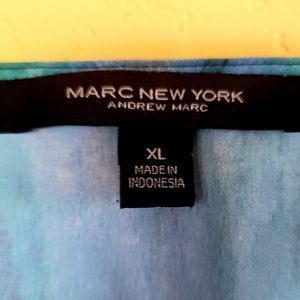 MARC NEW YORK
ANDREW MARC
XL
MADE IN
INDONESIA